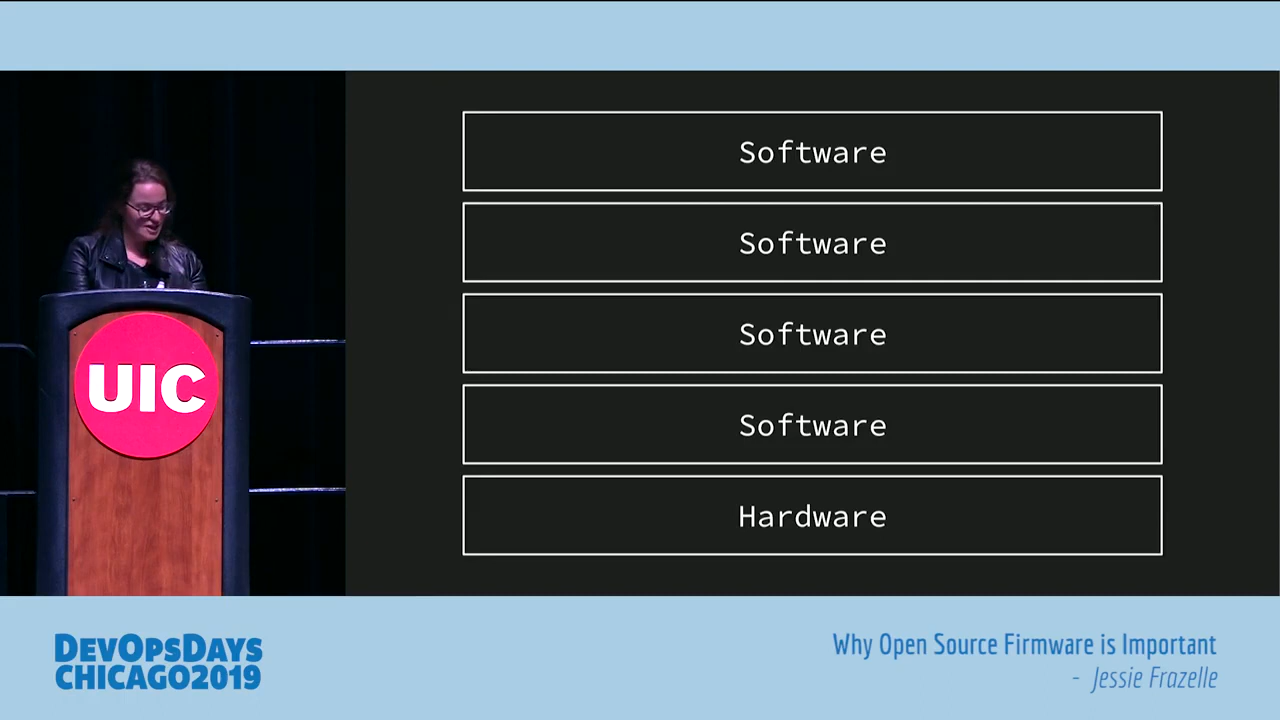 Software
Software
Software
Software
Hardware
UIC
DEVOPSDAYS
CHICAGO2019
Why Open Source Firmware is Important
- Jessie Frazelle